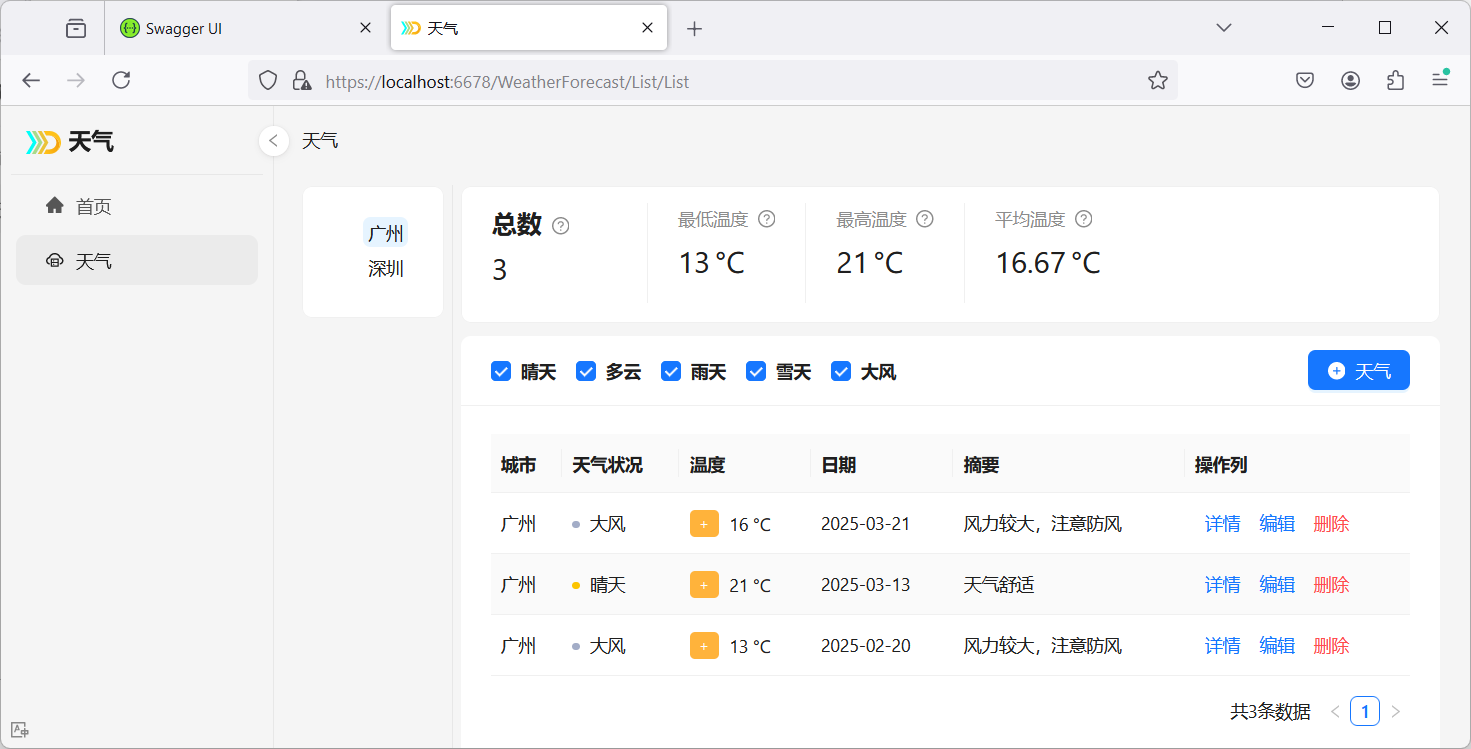 Swagger UI
天气
https://localhost:6678/WeatherForecast/List/List
天气
天气
首页
天气
广州
深圳
总数
3
最低温度
13 °C
最高温度
21 °C
平均温度
16.67 °C
晴天 多云 雨天 雪天 大风
天气
城市 天气状况 温度 日期 摘要 操作列
广州 大风 + 16 °C 2025-03-21 风力较大，注意防风 详情 编辑 删除
广州 晴天 + 21 °C 2025-03-13 天气舒适 详情 编辑 删除
广州 大风 + 13 °C 2025-02-20 风力较大，注意防风 详情 编辑 删除
共3条数据 < 1 >